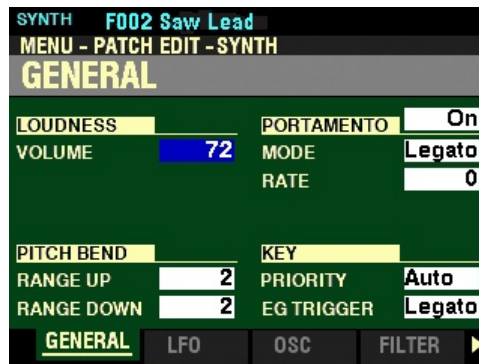 SYNTH F002 Saw Lead
MENU - PATCH EDIT - SYNTH
GENERAL
LOUDNESS
VOLUME 72
PORTAMENTO On
MODE Legato
RATE 0
PITCH BEND
RANGE UP 2
RANGE DOWN 2
KEY
PRIORITY Auto
EG TRIGGER Legato
GENERAL LFO OSC FILTER